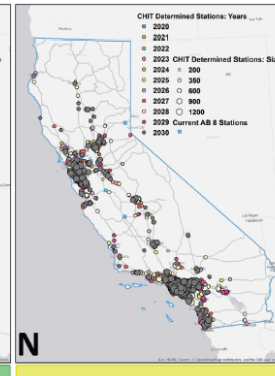 CHIT Determined Stations: Years
2020
2021
2022
2023 CHIT Determined Stations: Siz
2024 200
2025 350
2026 600
2027 900
2028 1200
2029 Current AB 8 Stations
2030
N